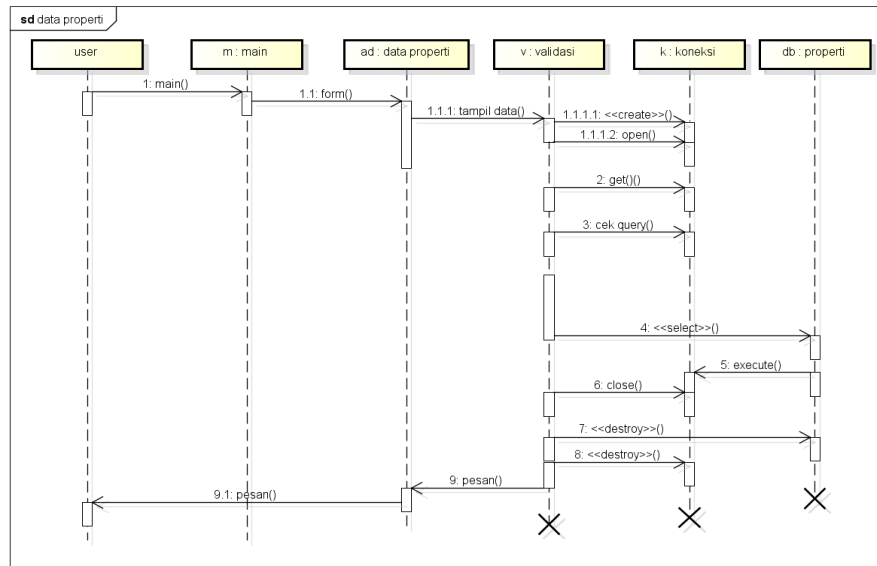 sd data properti
user
m : main
ad : data properti
v : validasi
k : koneksi
db : properti
1: main()
1.1: form()
1.1.1: tampil data()
1.1.1.1: <<create>>()
1.1.1.2: open()
2: get()()
3: cek query()
4: <<select>>()
5: execute()
6: close()
7: <<destroy>>()
8: <<destroy>>()
9: pesan()
9.1: pesan()